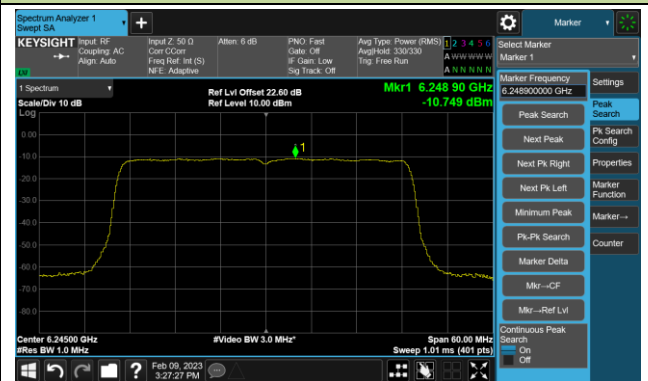 Spectrum Analyzer 1
Swept SA
+
Marker
KEYSIGHT
Input: RF
Coupling: AC
Align: Auto
Input Z: 50 Ω
Corr CCorr
Freq Ref: Int (S)
NFE: Adaptive
Atten: 6 dB
PNO: Fast
Gate: Off
IF Gain: Low
Sig Track: Off
Avg Type: Power (RMS)
Avg|Hold: 330/330
Trig: Free Run
1 2 3 4 5 6
A W W W W W
A N N N N N
LXI
Select Marker
Marker 1
1 Spectrum
Scale/Div 10 dB
Log
Ref Lvl Offset 22.60 dB
Ref Level 10.00 dBm
Mkr1 6.248 90 GHz
-10.749 dBm
1
0.00
-10.0
-20.0
-30.0
-40.0
-50.0
-60.0
-70.0
-80.0
Center 6.24500 GHz
#Res BW 1.0 MHz
#Video BW 3.0 MHz*
Span 60.00 MHz
Sweep 1.01 ms (401 pts)
Marker Frequency
6.248900000 GHz
Peak Search
Next Peak
Next Pk Right
Next Pk Left
Minimum Peak
Pk-Pk Search
Marker Delta
Mkr→CF
Mkr→Ref Lvl
Continuous Peak
Search
On
Off
Settings
Peak
Search
Pk Search
Config
Properties
Marker
Function
Marker→
Counter
?
Feb 09, 2023
3:27:27 PM